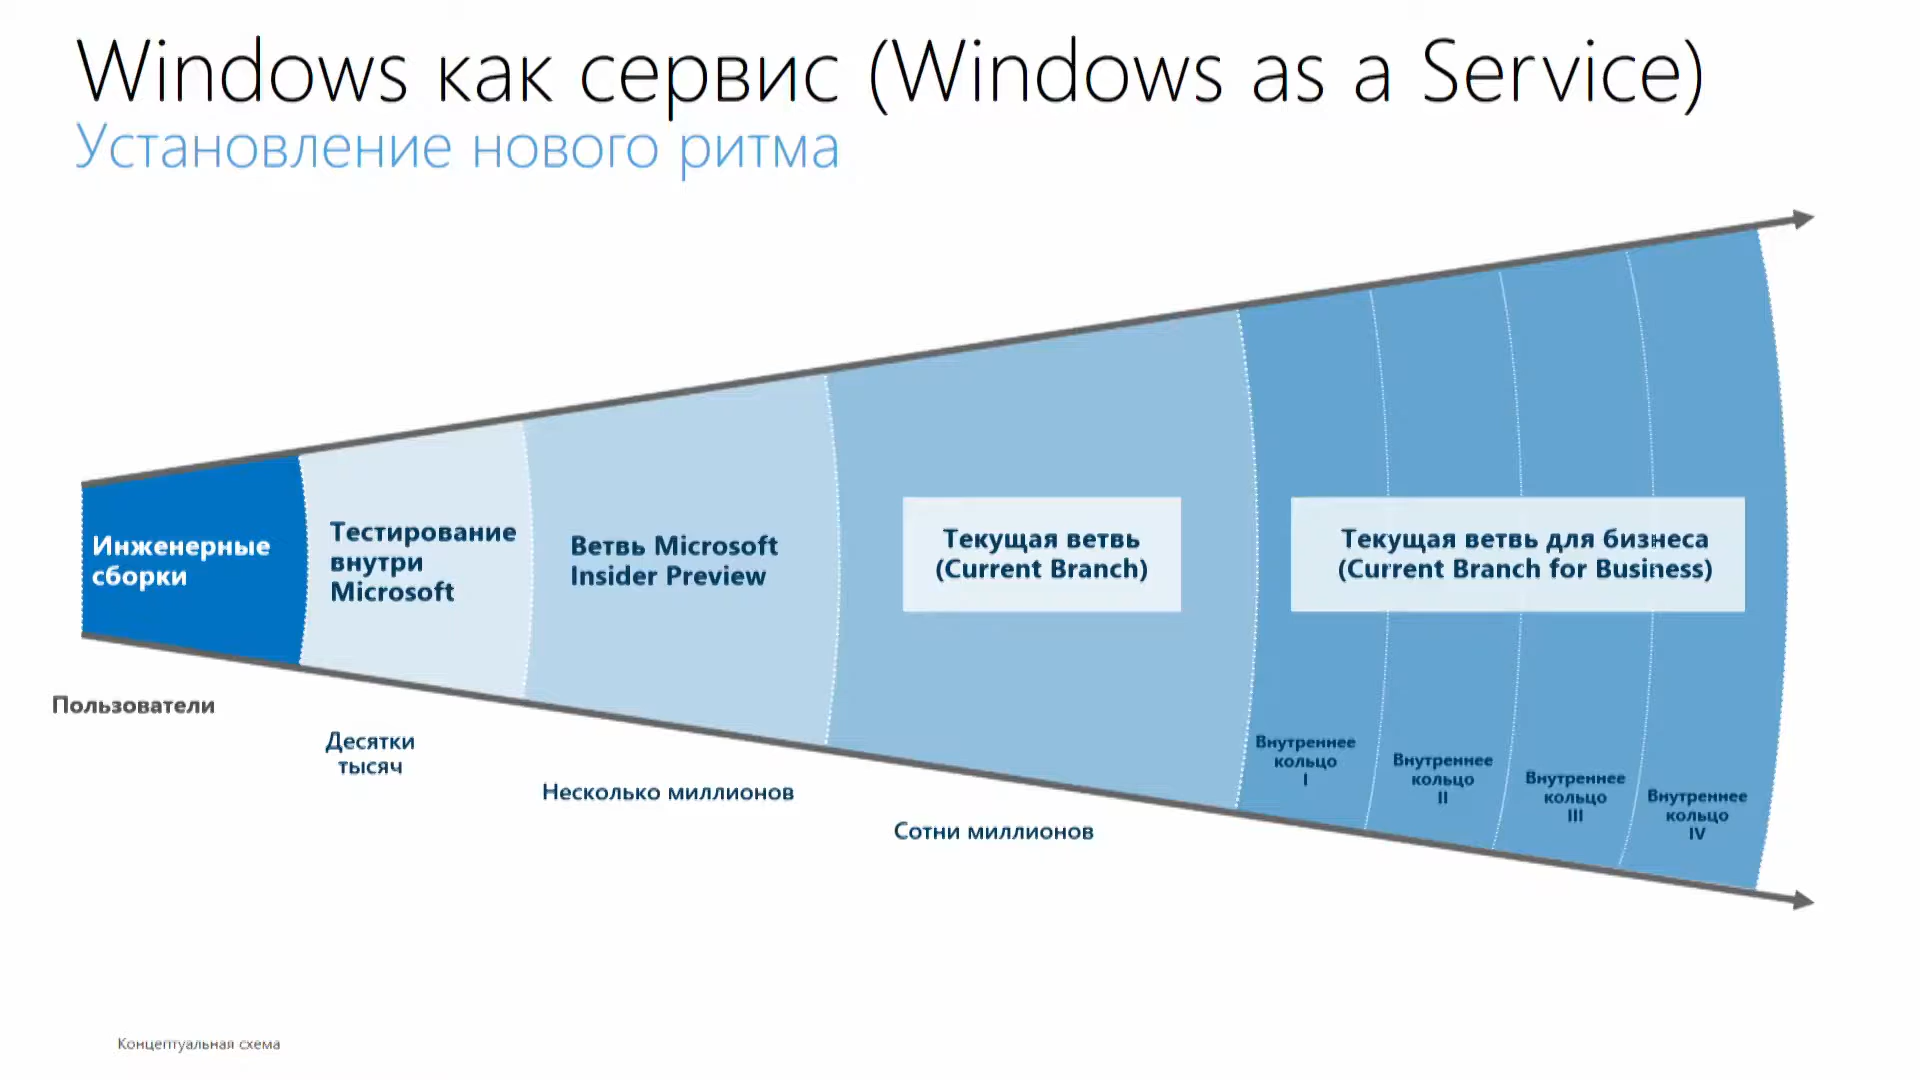 Windows как сервис (Windows as a Service)
Установление нового ритма
Инженерные
сборки
Тестирование
внутри
Microsoft
Ветвь Microsoft
Insider Preview
Текущая ветвь
(Current Branch)
Текущая ветвь для бизнеса
(Current Branch for Business)
Пользователи
Десятки
тысяч
Несколько миллионов
Сотни миллионов
Внутреннее
кольцо
I
Внутреннее
кольцо
II
Внутреннее
кольцо
III
Внутреннее
кольцо
IV
Концептуальная схема